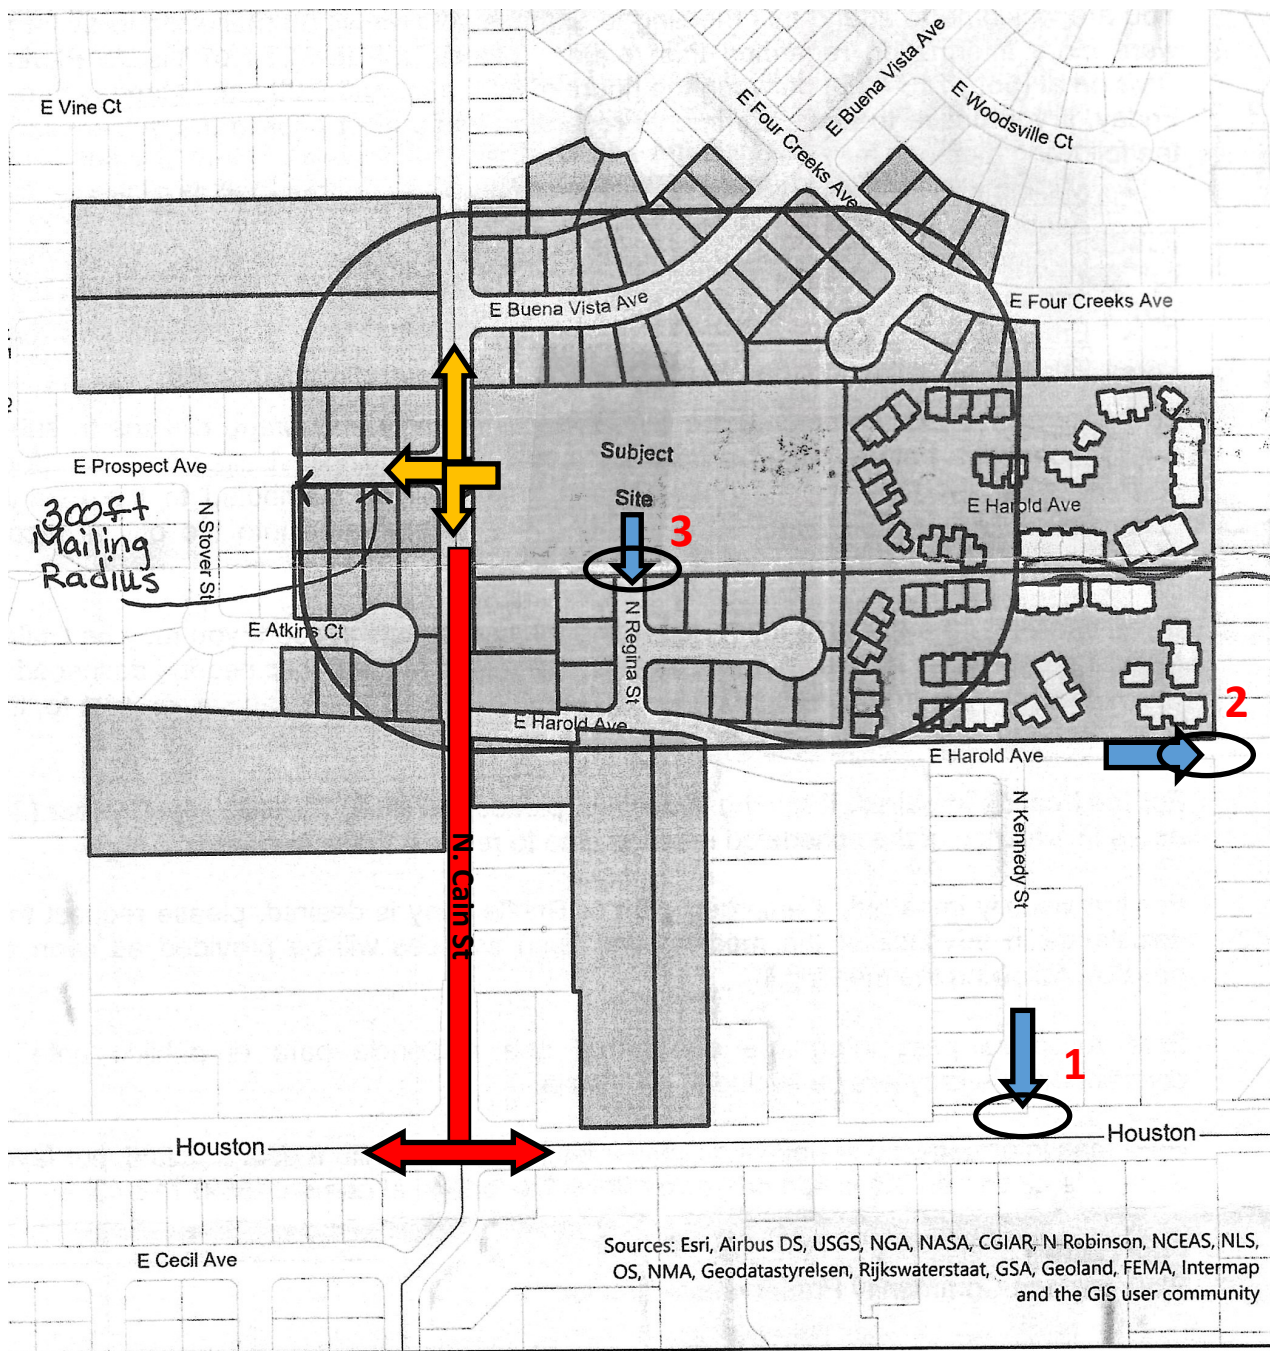 E Vine Ct
E Buena Vista Ave
E Woodsville Ct
E Four Creeks Ave
E Buena Vista Ave
E Four Creeks Ave
Subject
Site
E Prospect Ave
N Stover St
300ft
Mailing
Radius
3
E Harold Ave
E Atkins Ct
N Regina St
E Harold Ave
2
E Harold Ave
N. Cain St
N Kennedy St
1
Houston
Houston
E Cecil Ave
Sources: Esri, Airbus DS, USGS, NGA, NASA, CGIAR, N Robinson, NCEAS, NLS,
OS, NMA, Geodatastyrelsen, Rijkswaterstaat, GSA, Geoland, FEMA, Intermap
and the GIS user community